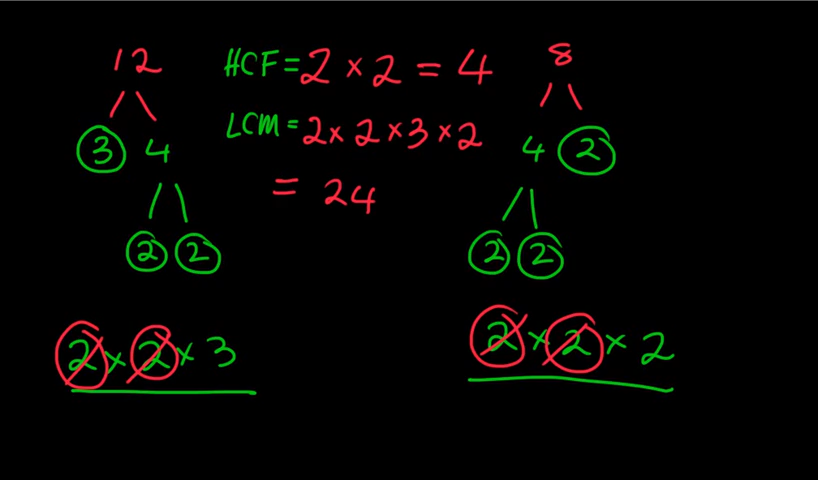 12 HCF = 2 × 2 = 4 8
LCM = 2 × 2 × 3 × 2
3 4 4 2
= 24
2 2 2 2
2 × 2 × 3 2 × 2 × 2